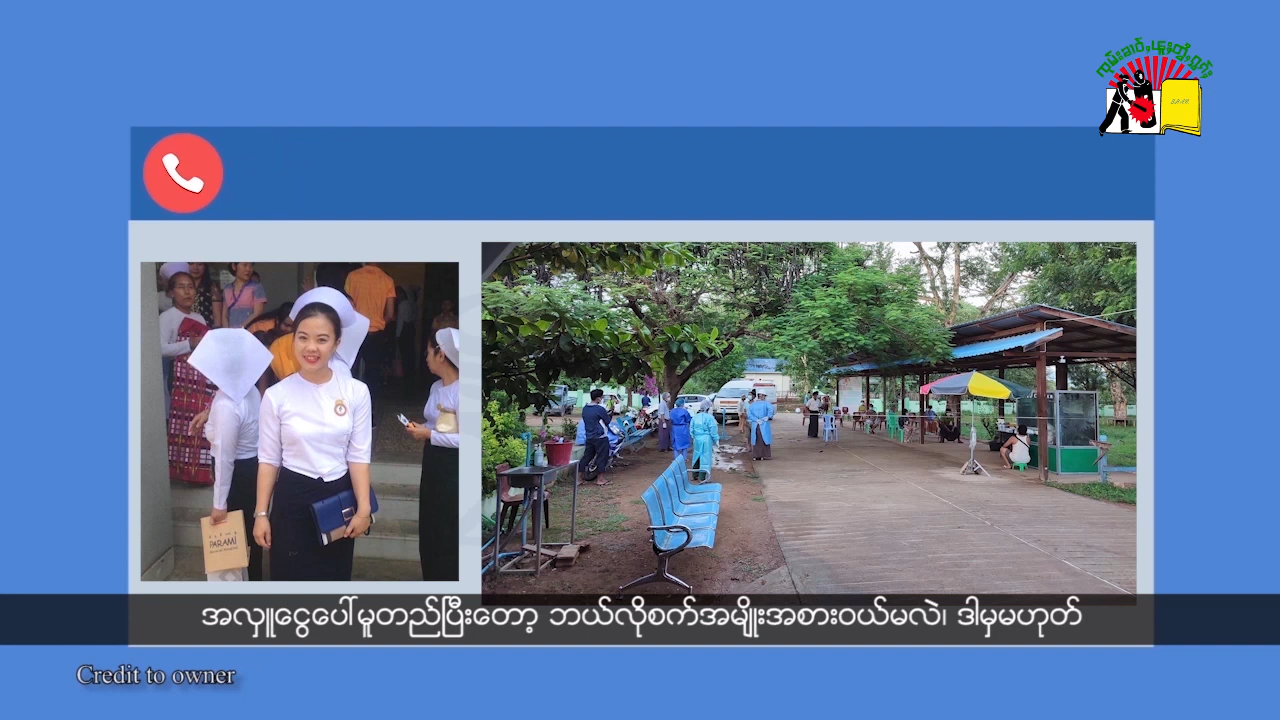 PARAMI
အလှူငွေပေါ်မူတည်ပြီးတော့ ဘယ်လိုစက်အမျိုးအစားဝယ်မလဲ၊ ဒါမှမဟုတ်
Credit to owner